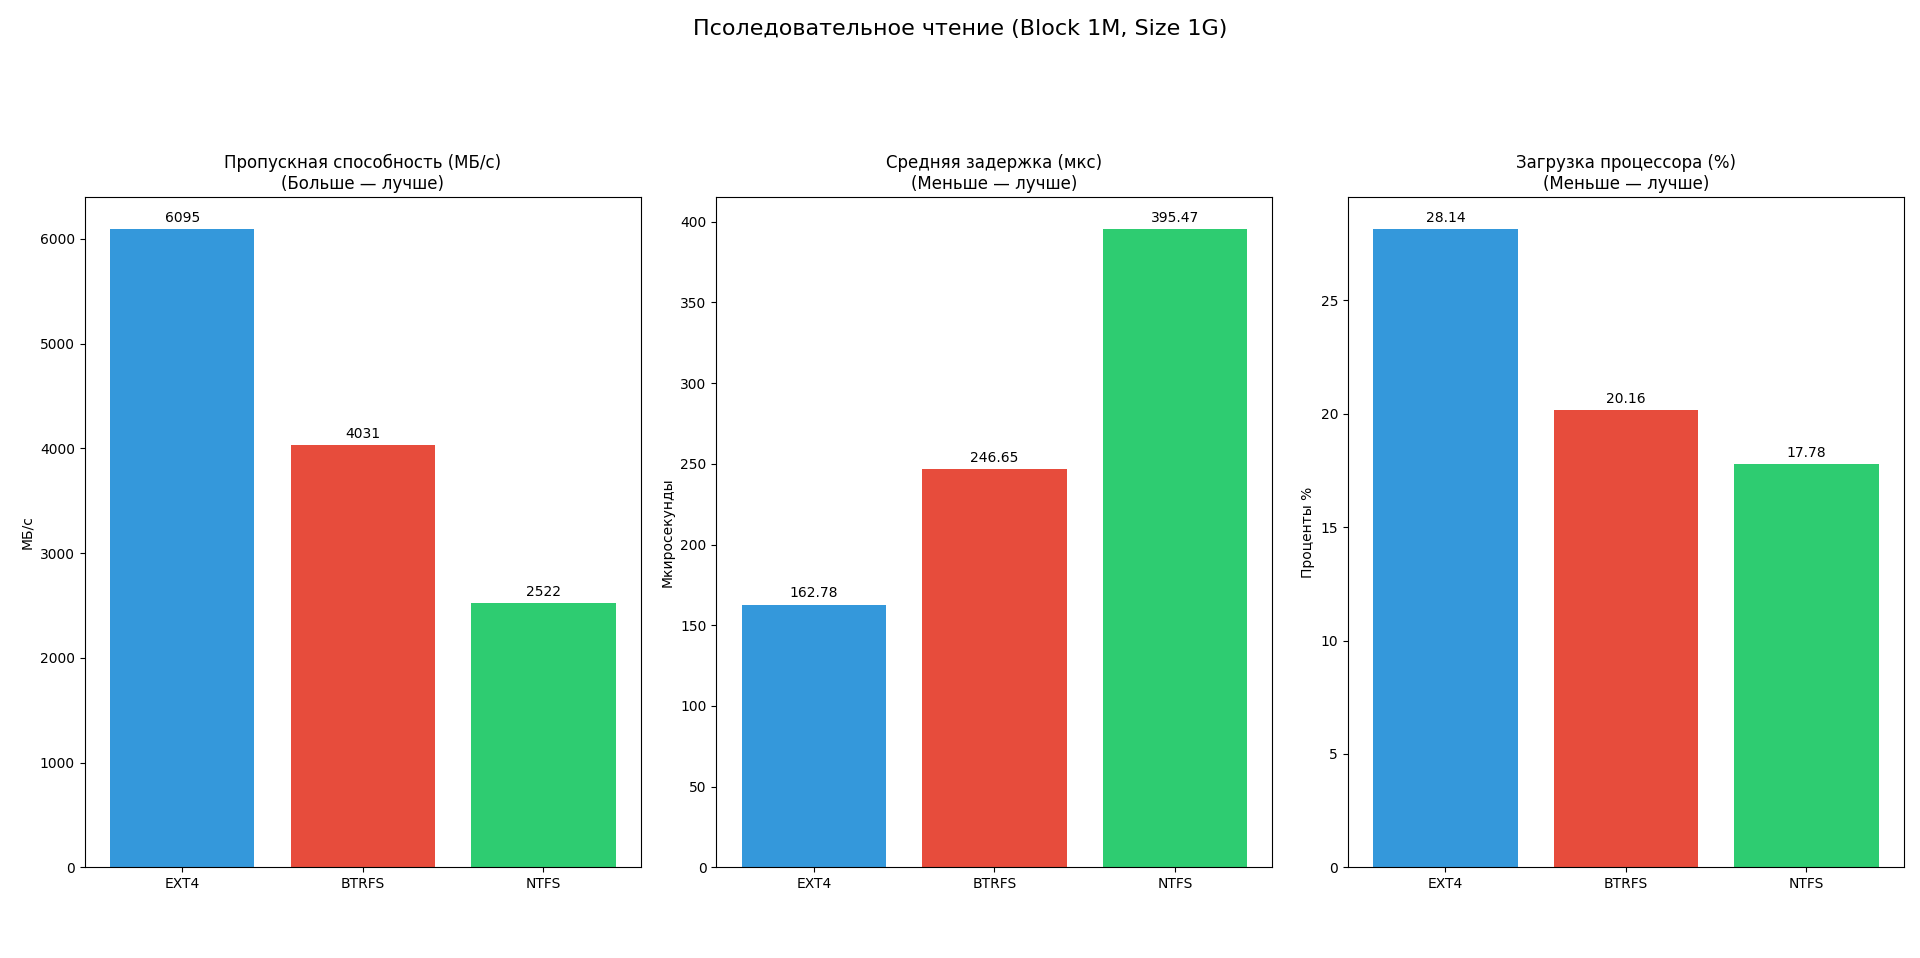 Псоледовательное чтение (Block 1M, Size 1G)
Пропускная способность (МБ/с)
(Больше — лучше)
6095
4031
2522
6000
5000
4000
3000
2000
1000
0
МБ/с
EXT4
BTRFS
NTFS
Средняя задержка (мкс)
(Меньше — лучше)
395.47
246.65
162.78
400
350
300
250
200
150
100
50
0
Мкиросекунды
EXT4
BTRFS
NTFS
Загрузка процессора (%)
(Меньше — лучше)
28.14
20.16
17.78
25
20
15
10
5
0
Проценты %
EXT4
BTRFS
NTFS